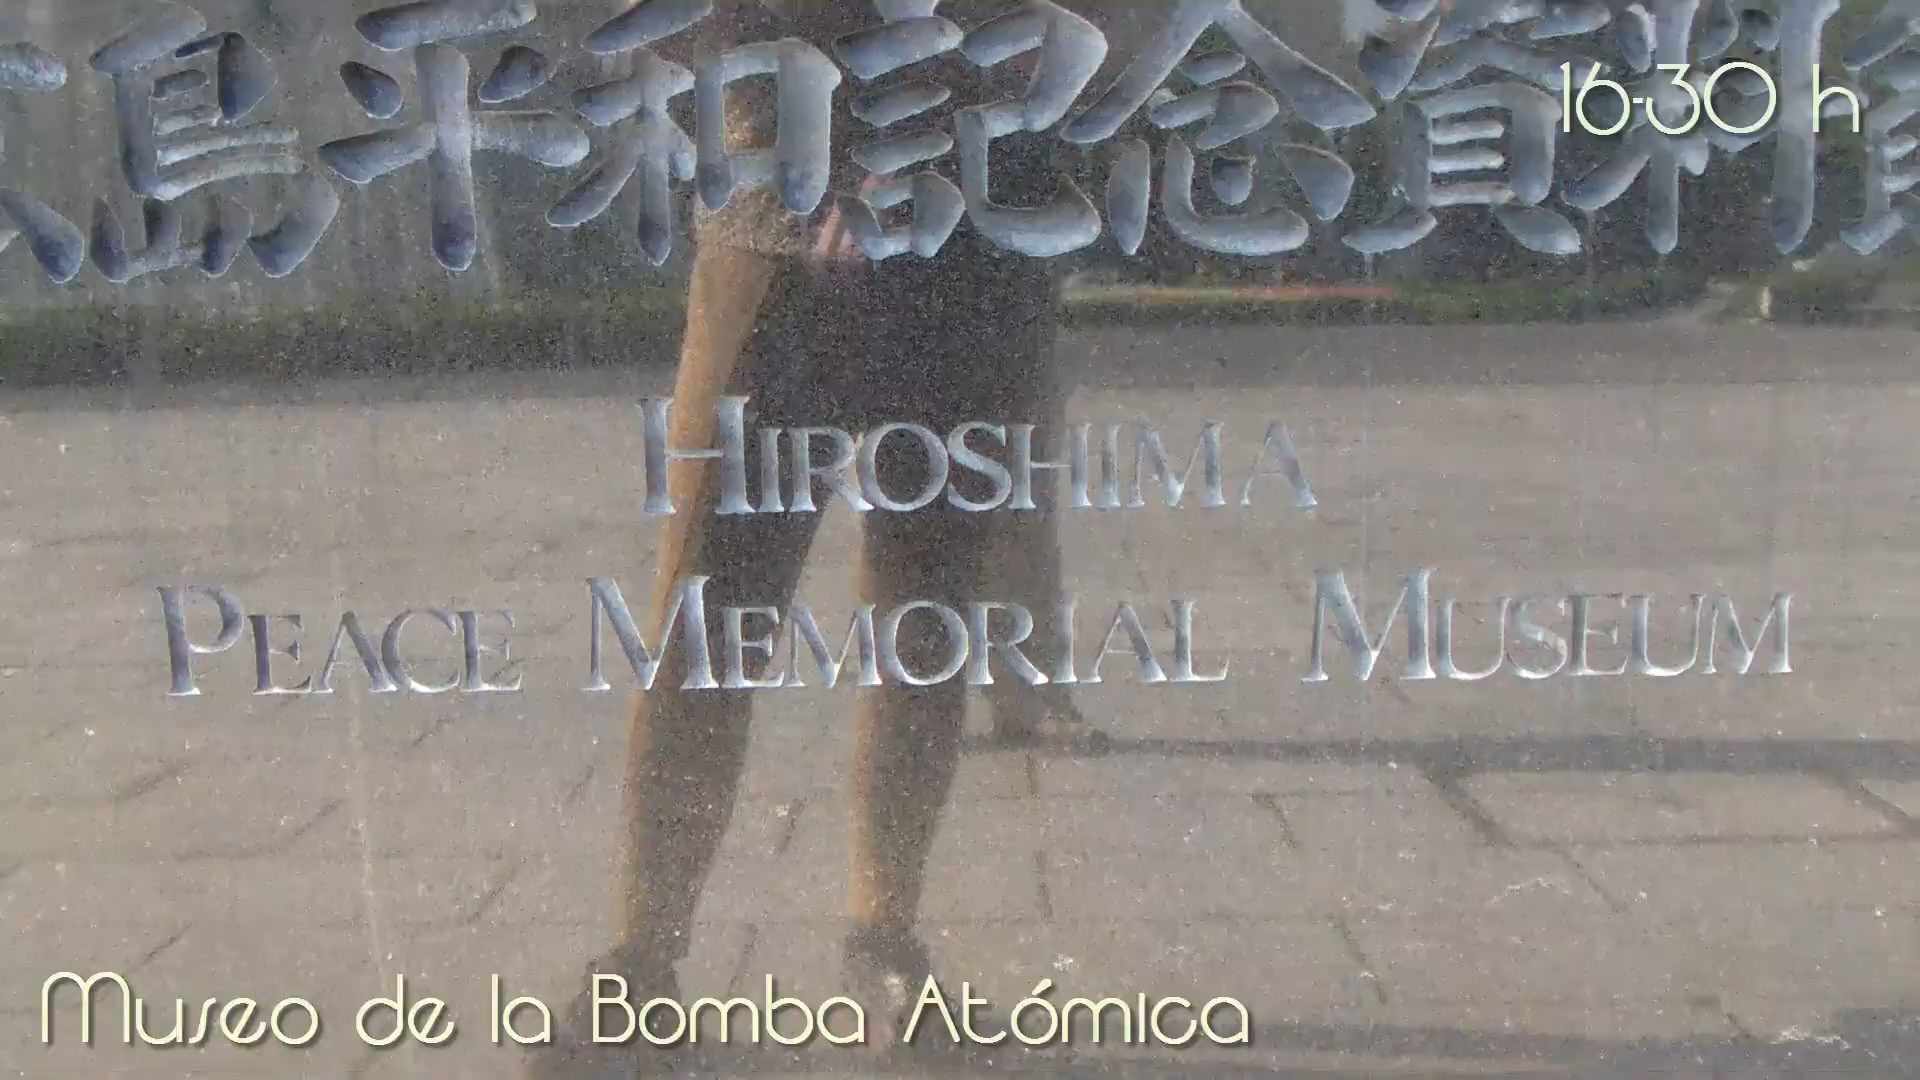 島平和記念資料
16-30 h
HIROSHIMA
PEACE MEMORIAL MUSEUM
Museo de la Bomba Atómica